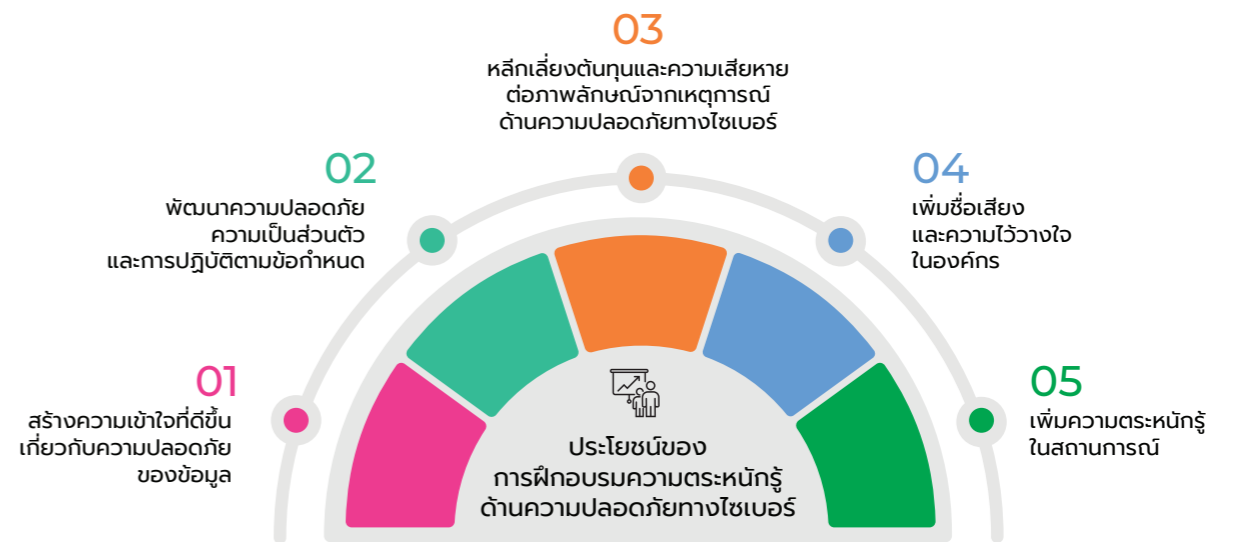 01
สร้างความเข้าใจที่ดีขึ้น
เกี่ยวกับความปลอดภัย
ของข้อมูล
02
พัฒนาความปลอดภัย
ความเป็นส่วนตัว
และการปฏิบัติตามข้อกำหนด
03
หลีกเลี่ยงต้นทุนและความเสียหาย
ต่อภาพลักษณ์จากเหตุการณ์
ด้านความปลอดภัยทางไซเบอร์
04
เพิ่มชื่อเสียง
และความไว้วางใจ
ในองค์กร
05
เพิ่มความตระหนักรู้
ในสถานการณ์
ประโยชน์ของ
การฝึกอบรมความตระหนักรู้
ด้านความปลอดภัยทางไซเบอร์